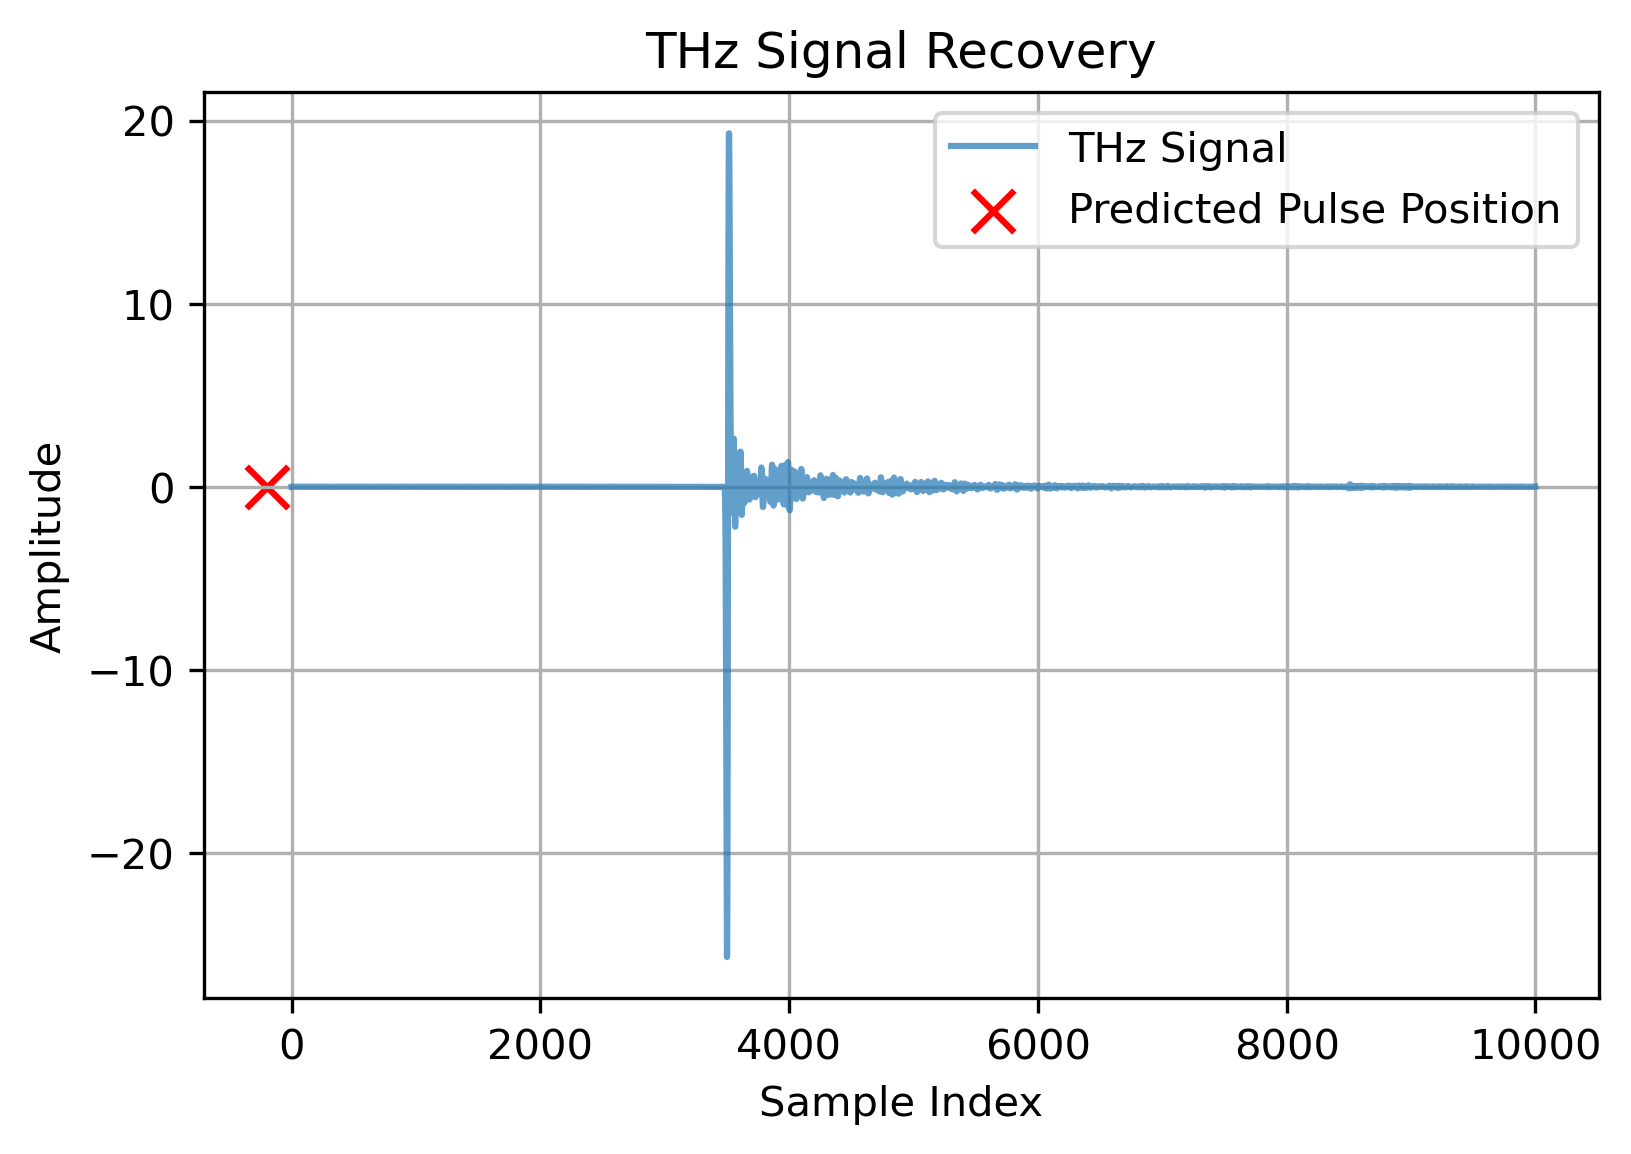 THz Signal Recovery
THz Signal
Predicted Pulse Position
20
10
0
−10
−20
Amplitude
0 2000 4000 6000 8000 10000
Sample Index